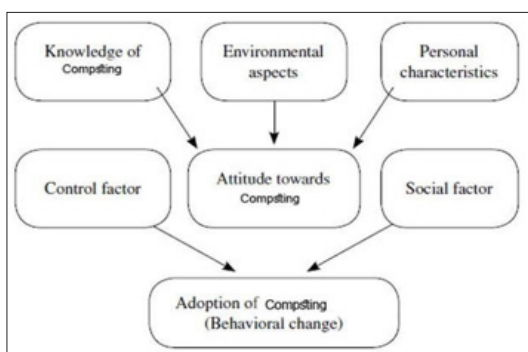 Knowledge of
Compsting
Environmental
aspects
Personal
characteristics
Control factor
Attitude towards
Compsting
Social factor
Adoption of Compsting
(Behavioral change)